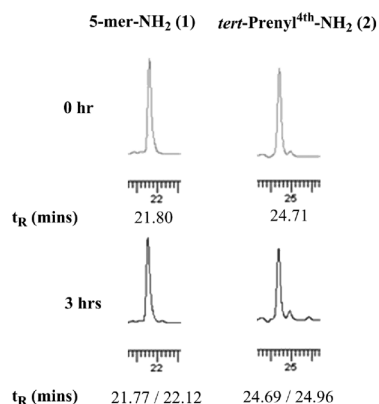 5-mer-NH₂ (1) tert-Prenyl⁴ᵗʰ-NH₂ (2)
0 hr
22 25
tR (mins) 21.80 24.71
3 hrs
22 25
tR (mins) 21.77 / 22.12 24.69 / 24.96